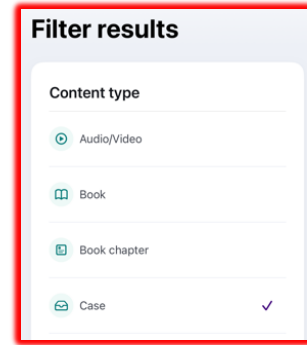 Filter results
Content type
Audio/Video
Book
Book chapter
Case